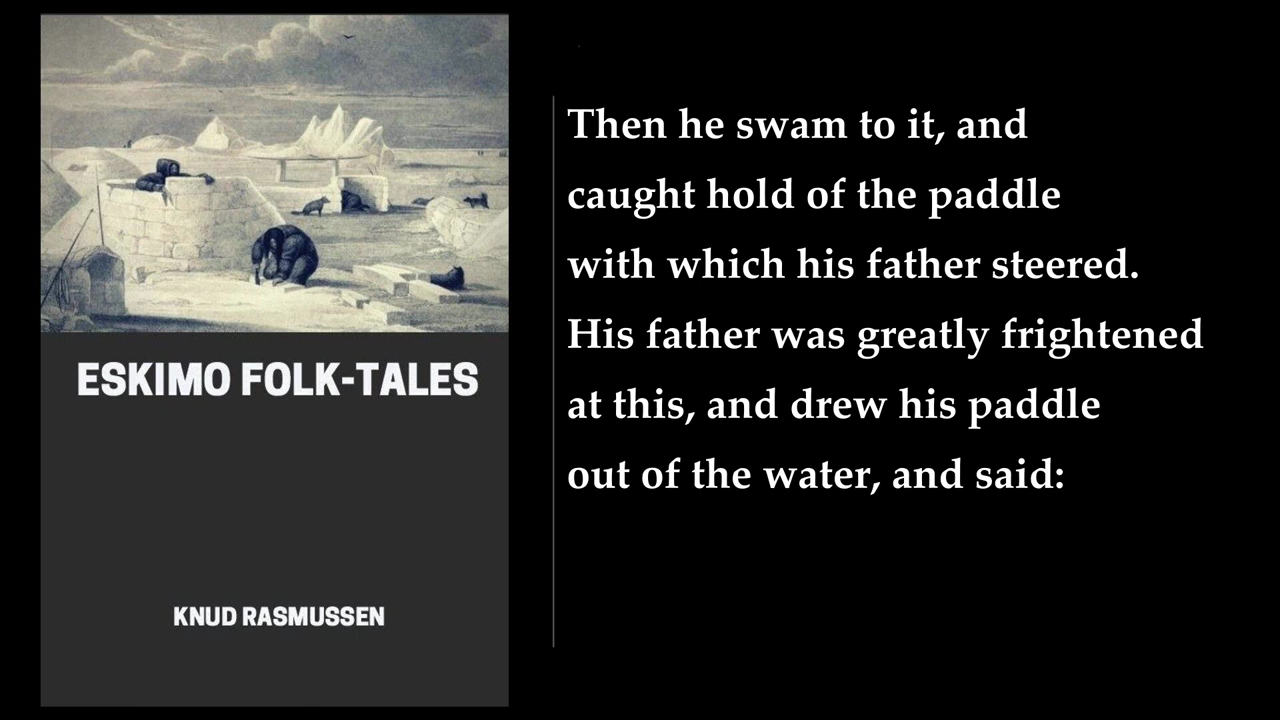 ESKIMO FOLK-TALES
KNUD RASMUSSEN
Then he swam to it, and
caught hold of the paddle
with which his father steered.
His father was greatly frightened
at this, and drew his paddle
out of the water, and said: